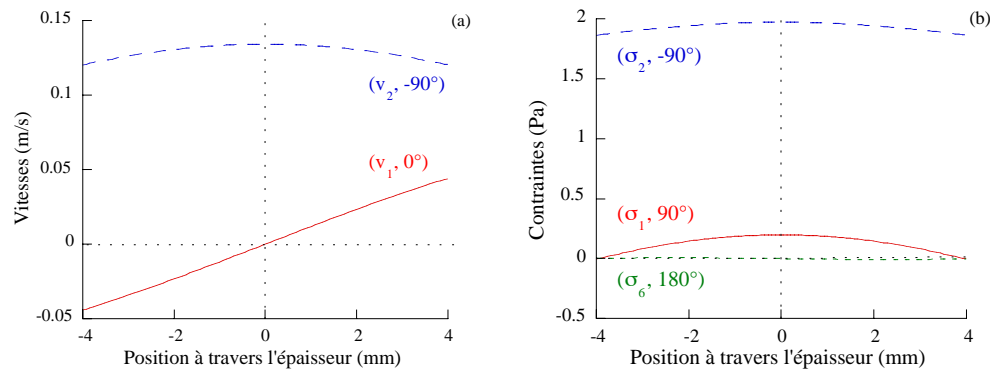 (a)
0.15
0.1
0.05
0
-0.05
Vitesses (m/s)
(v2, -90°)
(v1, 0°)
-4 -2 0 2 4
Position à travers l'épaisseur (mm)
(b)
2
1.5
1
0.5
0
-0.5
Contraintes (Pa)
(σ2, -90°)
(σ1, 90°)
(σ6, 180°)
-4 -2 0 2 4
Position à travers l'épaisseur (mm)